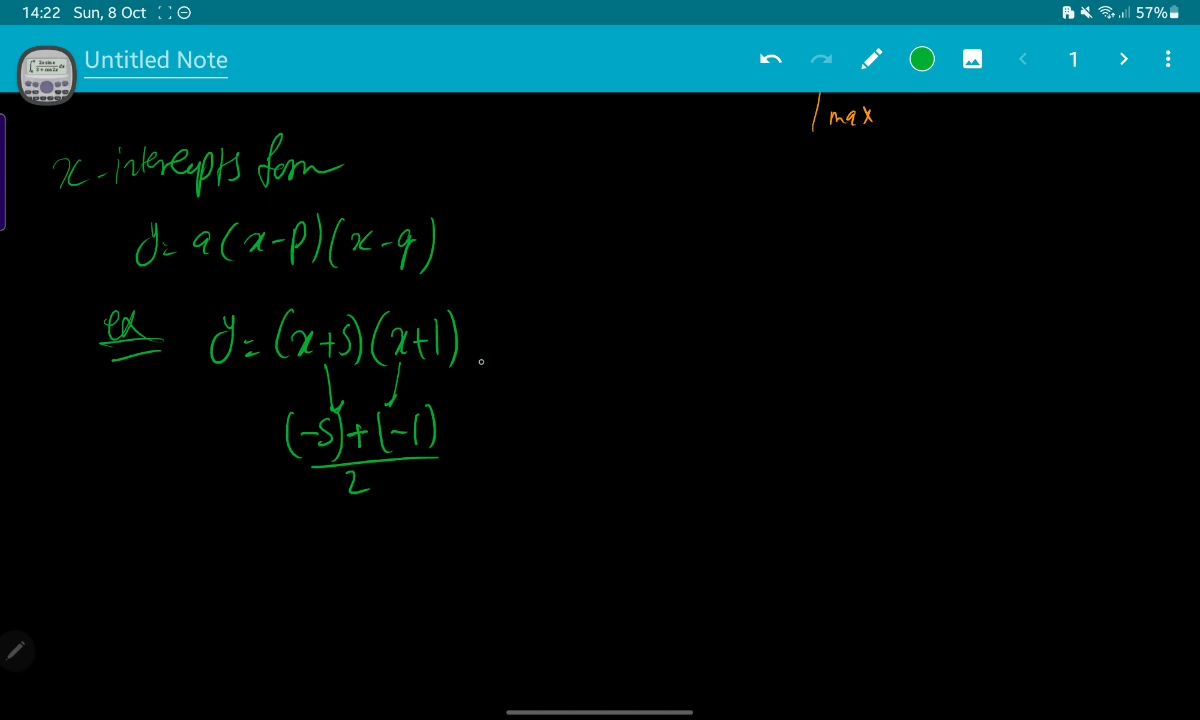 14:22 Sun, 8 Oct 57%
Untitled Note 1
max
x-intercepts form
y = a(x-p)(x-q)
ex y = (x+5)(x+1)
(-5)+(-1)
2